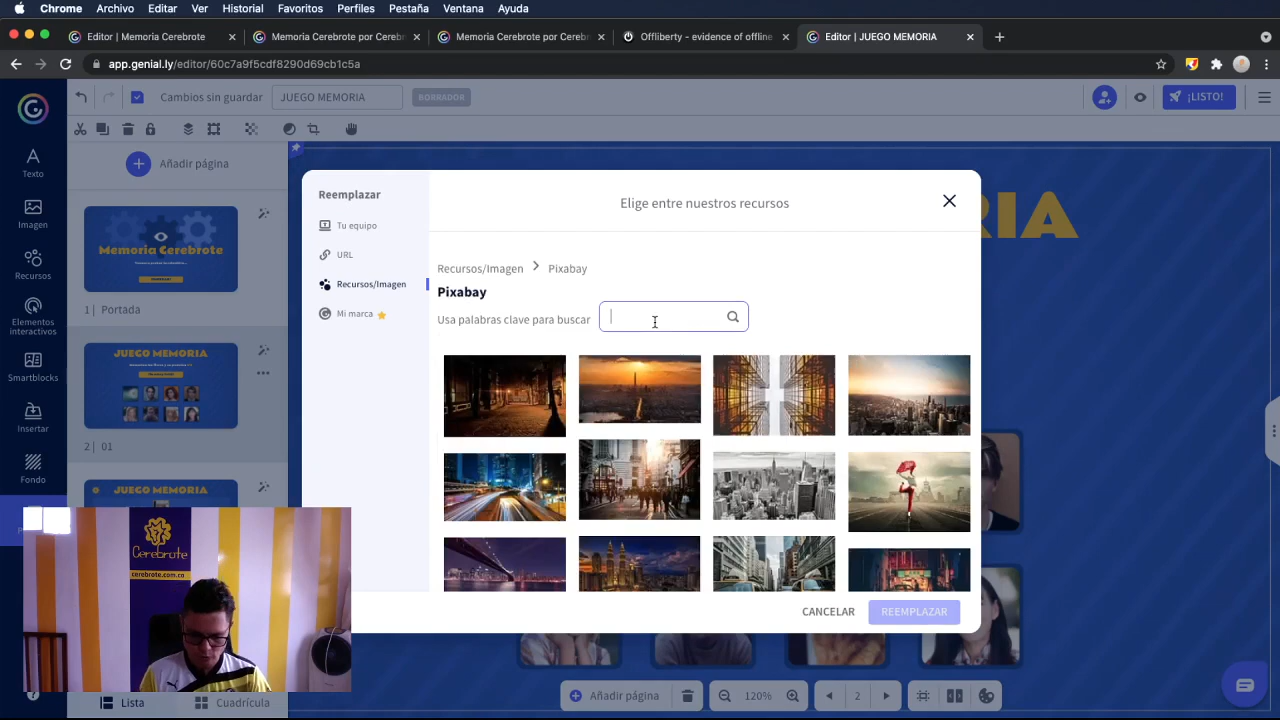 Chrome Archivo Editar Ver Historial Favoritos Perfiles Pestaña Ventana Ayuda
Editor | Memoria Cerebrote
Memoria Cerebrote por Cerebr
Memoria Cerebrote por Cerebr
Offliberty - evidence of offline
Editor | JUEGO MEMORIA
app.genial.ly/editor/60c7a9f5cdf8290d69cb1c5a
Cambios sin guardar
JUEGO MEMORIA
BORRADOR
¡LISTO!
Texto
Imagen
Recursos
Elementos
interactivos
Smartblocks
Insertar
Fondo
Añadir página
Memoria Cerebrote
1 | Portada
JUEGO MEMORIA
2 | 01
JUEGO MEMORIA
RIA
Reemplazar
Tu equipo
URL
Recursos/Imagen
Mi marca
Elige entre nuestros recursos
Recursos/Imagen > Pixabay
Pixabay
Usa palabras clave para buscar
CANCELAR
REEMPLAZAR
Cerebrote
cerebrote.com.co
Lista
Cuadrícula
Añadir página
120%
2